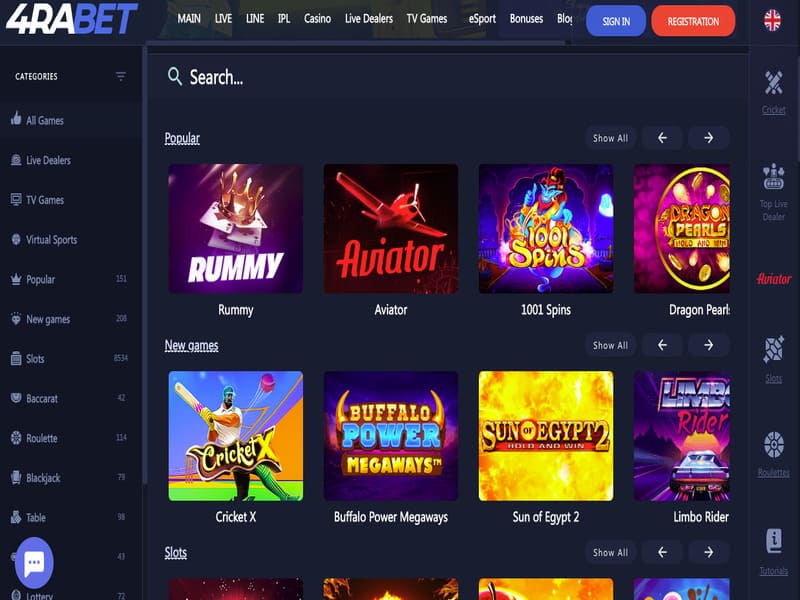 4RABET
MAIN LIVE LINE IPL Casino Live Dealers TV Games eSport Bonuses Blog
SIGN IN
REGISTRATION
CATEGORIES
All Games
Live Dealers
TV Games
Virtual Sports
Popular 151
New games 208
Slots 8534
Baccarat 42
Roulette 114
Blackjack 79
Table 98
43
Lottery 72
Search...
Popular
Show All
RUMMY
Aviator
1001 Spins
DRAGON PEARLS HOLD AND WIN
Rummy
Aviator
1001 Spins
Dragon Pearls
New games
Show All
Cricket X
BUFFALO POWER MEGAWAYS™
SUN OF EGYPT 2 HOLD AND WIN
LIMBO Rider
Cricket X
Buffalo Power Megaways
Sun of Egypt 2
Limbo Rider
Slots
Show All
Cricket
Top Live
Dealer
Aviator
Slots
Roulettes
Tutorials